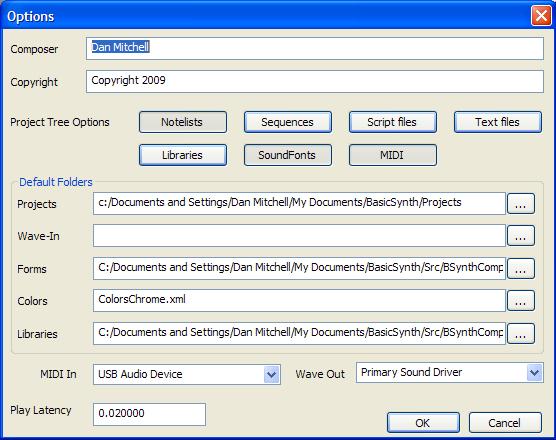 Options
Composer Dan Mitchell
Copyright Copyright 2009
Project Tree Options Notelists Sequences Script files Text files
Libraries SoundFonts MIDI
Default Folders
Projects c:/Documents and Settings/Dan Mitchell/My Documents/BasicSynth/Projects ...
Wave-In ...
Forms C:/Documents and Settings/Dan Mitchell/My Documents/BasicSynth/Src/BSynthComp ...
Colors ColorsChrome.xml ...
Libraries C:/Documents and Settings/Dan Mitchell/My Documents/BasicSynth/Src/BSynthComp ...
MIDI In USB Audio Device Wave Out Primary Sound Driver
Play Latency 0.020000
OK Cancel